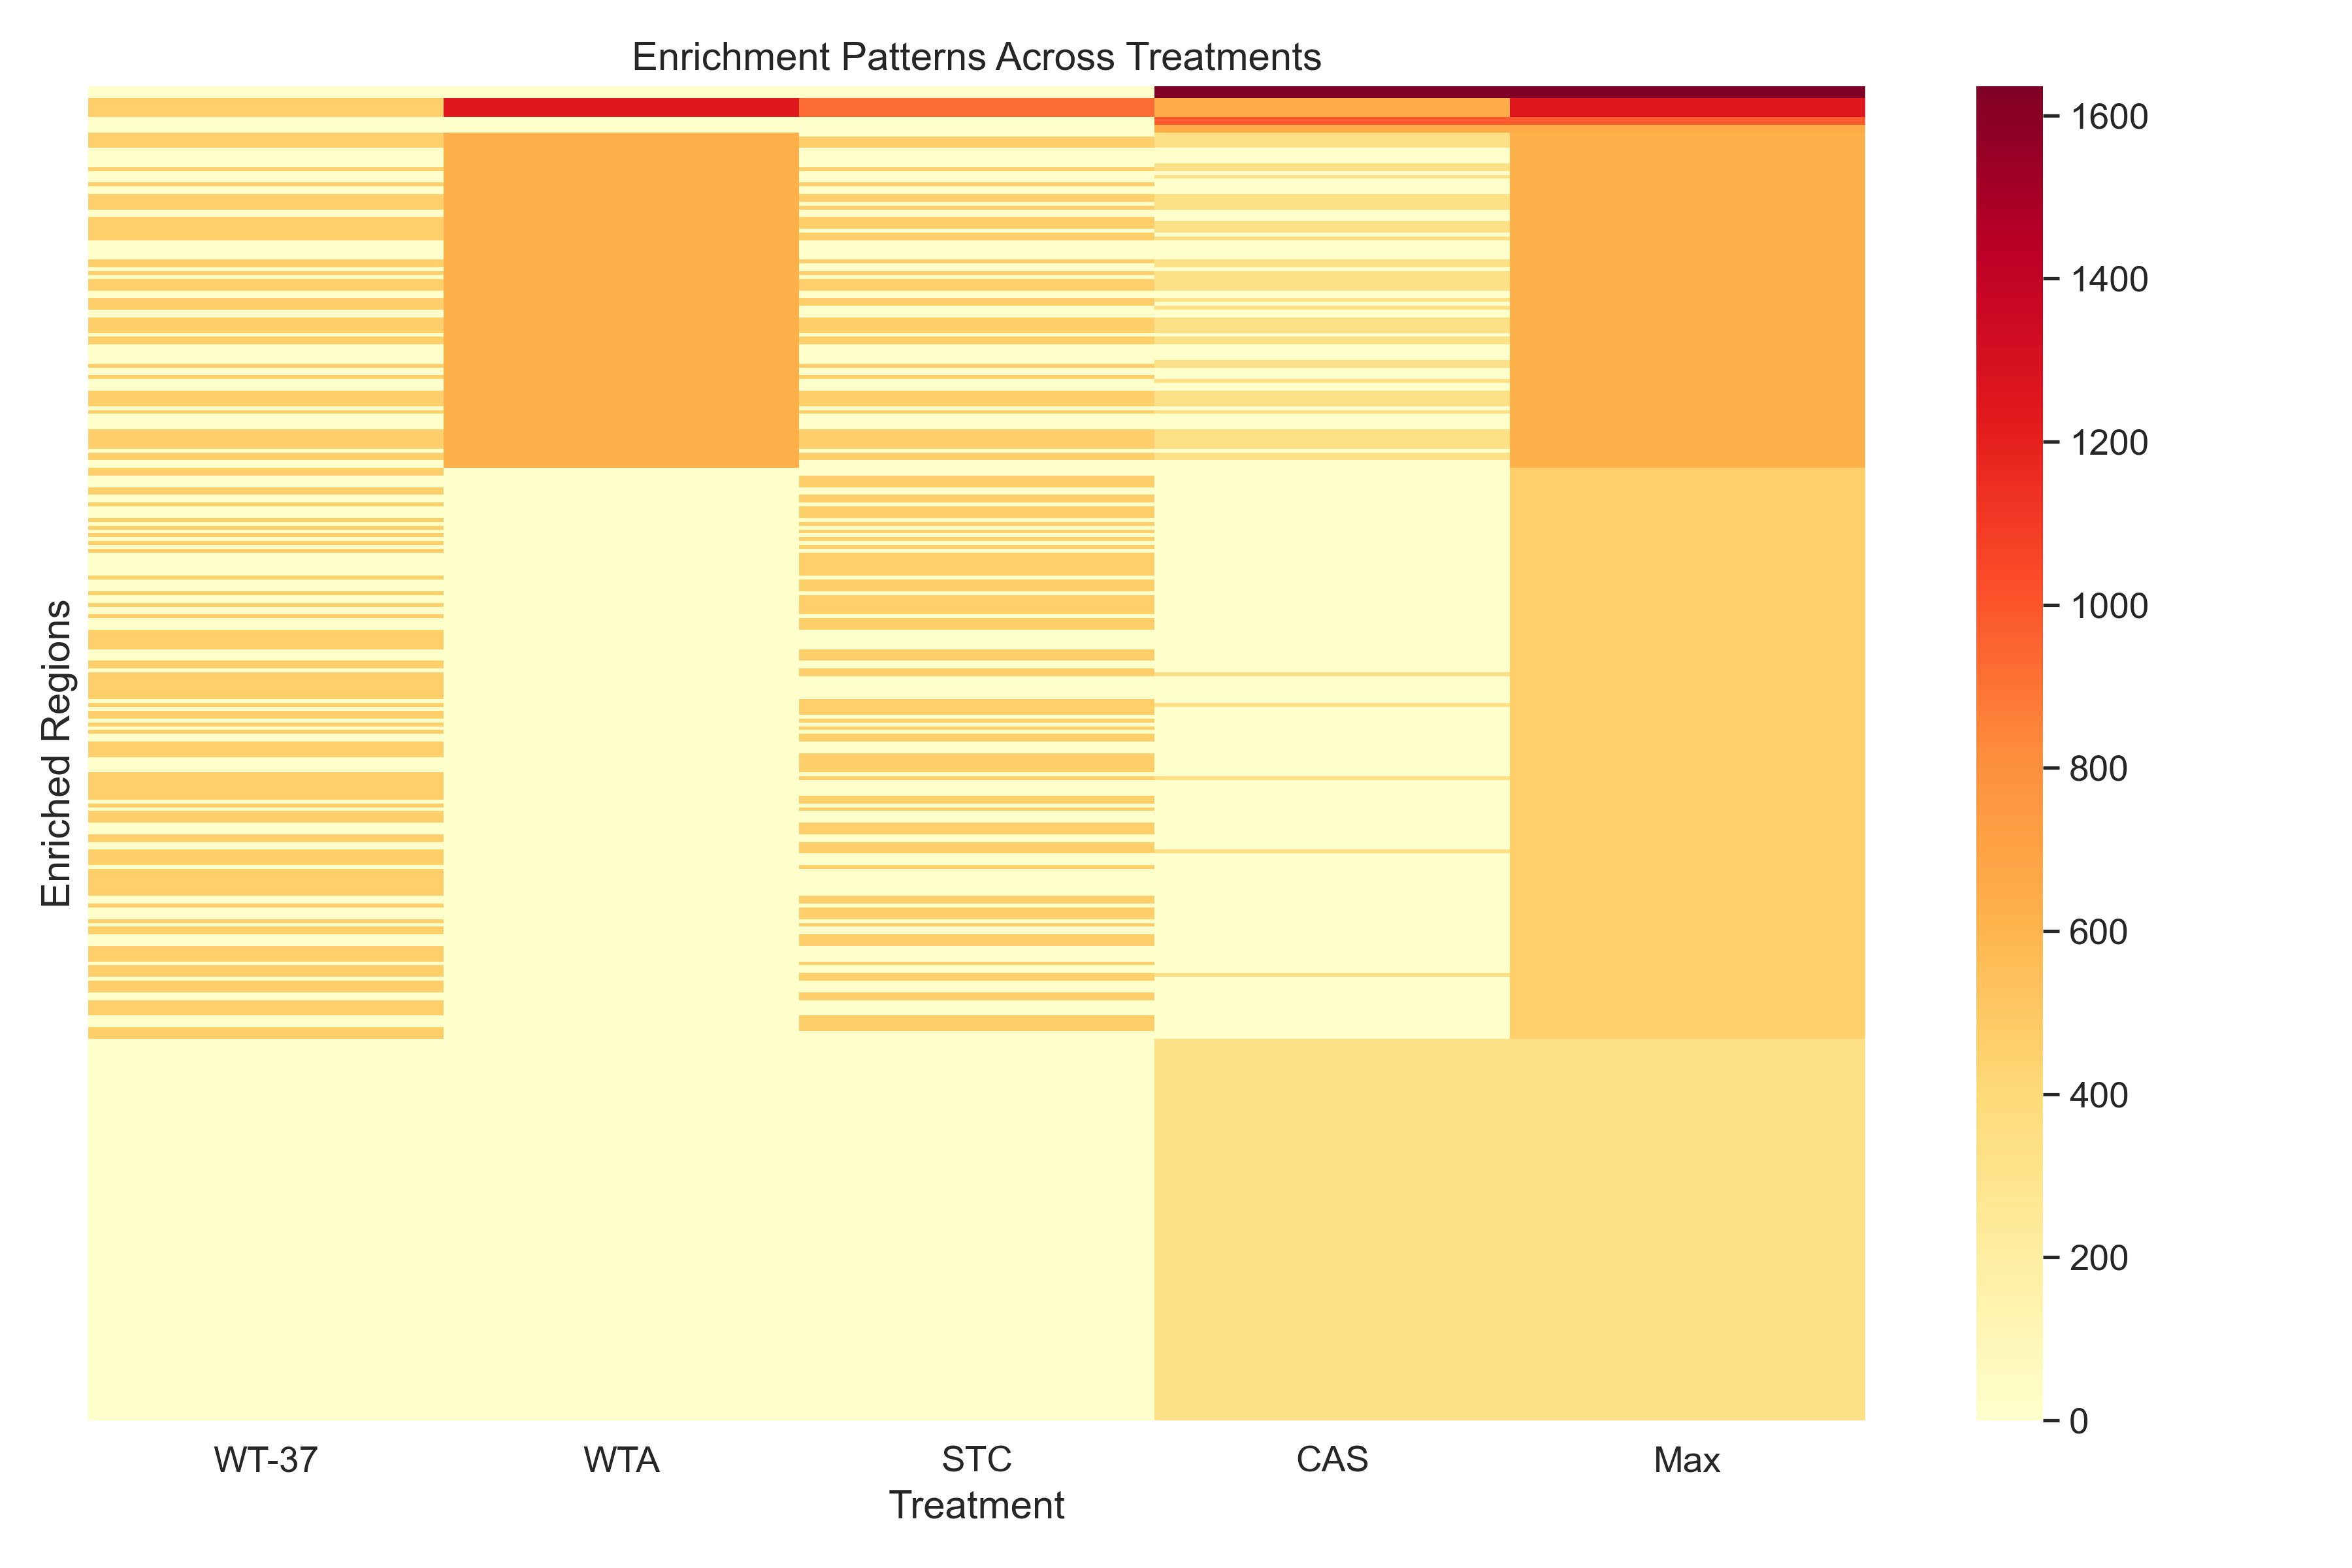 Enrichment Patterns Across Treatments
Enriched Regions
WT-37
WTA
STC
CAS
Max
Treatment
1600
1400
1200
1000
800
600
400
200
0